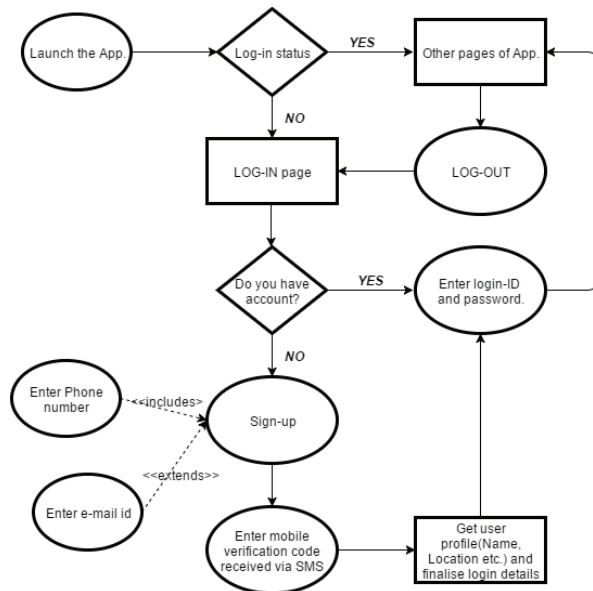 Launch the App.
Log-in status
YES
Other pages of App.
NO
LOG-IN page
LOG-OUT
Do you have
account?
YES
Enter login-ID
and password.
NO
Enter Phone
number
<<includes>
Sign-up
<<extends>>
Enter e-mail id
Enter mobile
verification code
received via SMS
Get user
profile(Name,
Location etc.) and
finalise login details